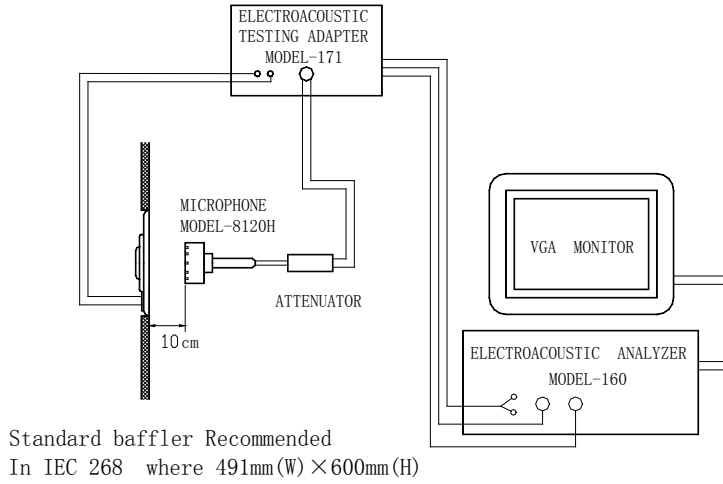 ELECTROACOUSTIC
TESTING ADAPTER
MODEL-171
MICROPHONE
MODEL-8120H
VGA MONITOR
ATTENUATOR
10cm
ELECTROACOUSTIC ANALYZER
MODEL-160
Standard baffler Recommended
In IEC 268 where 491mm(W)×600mm(H)